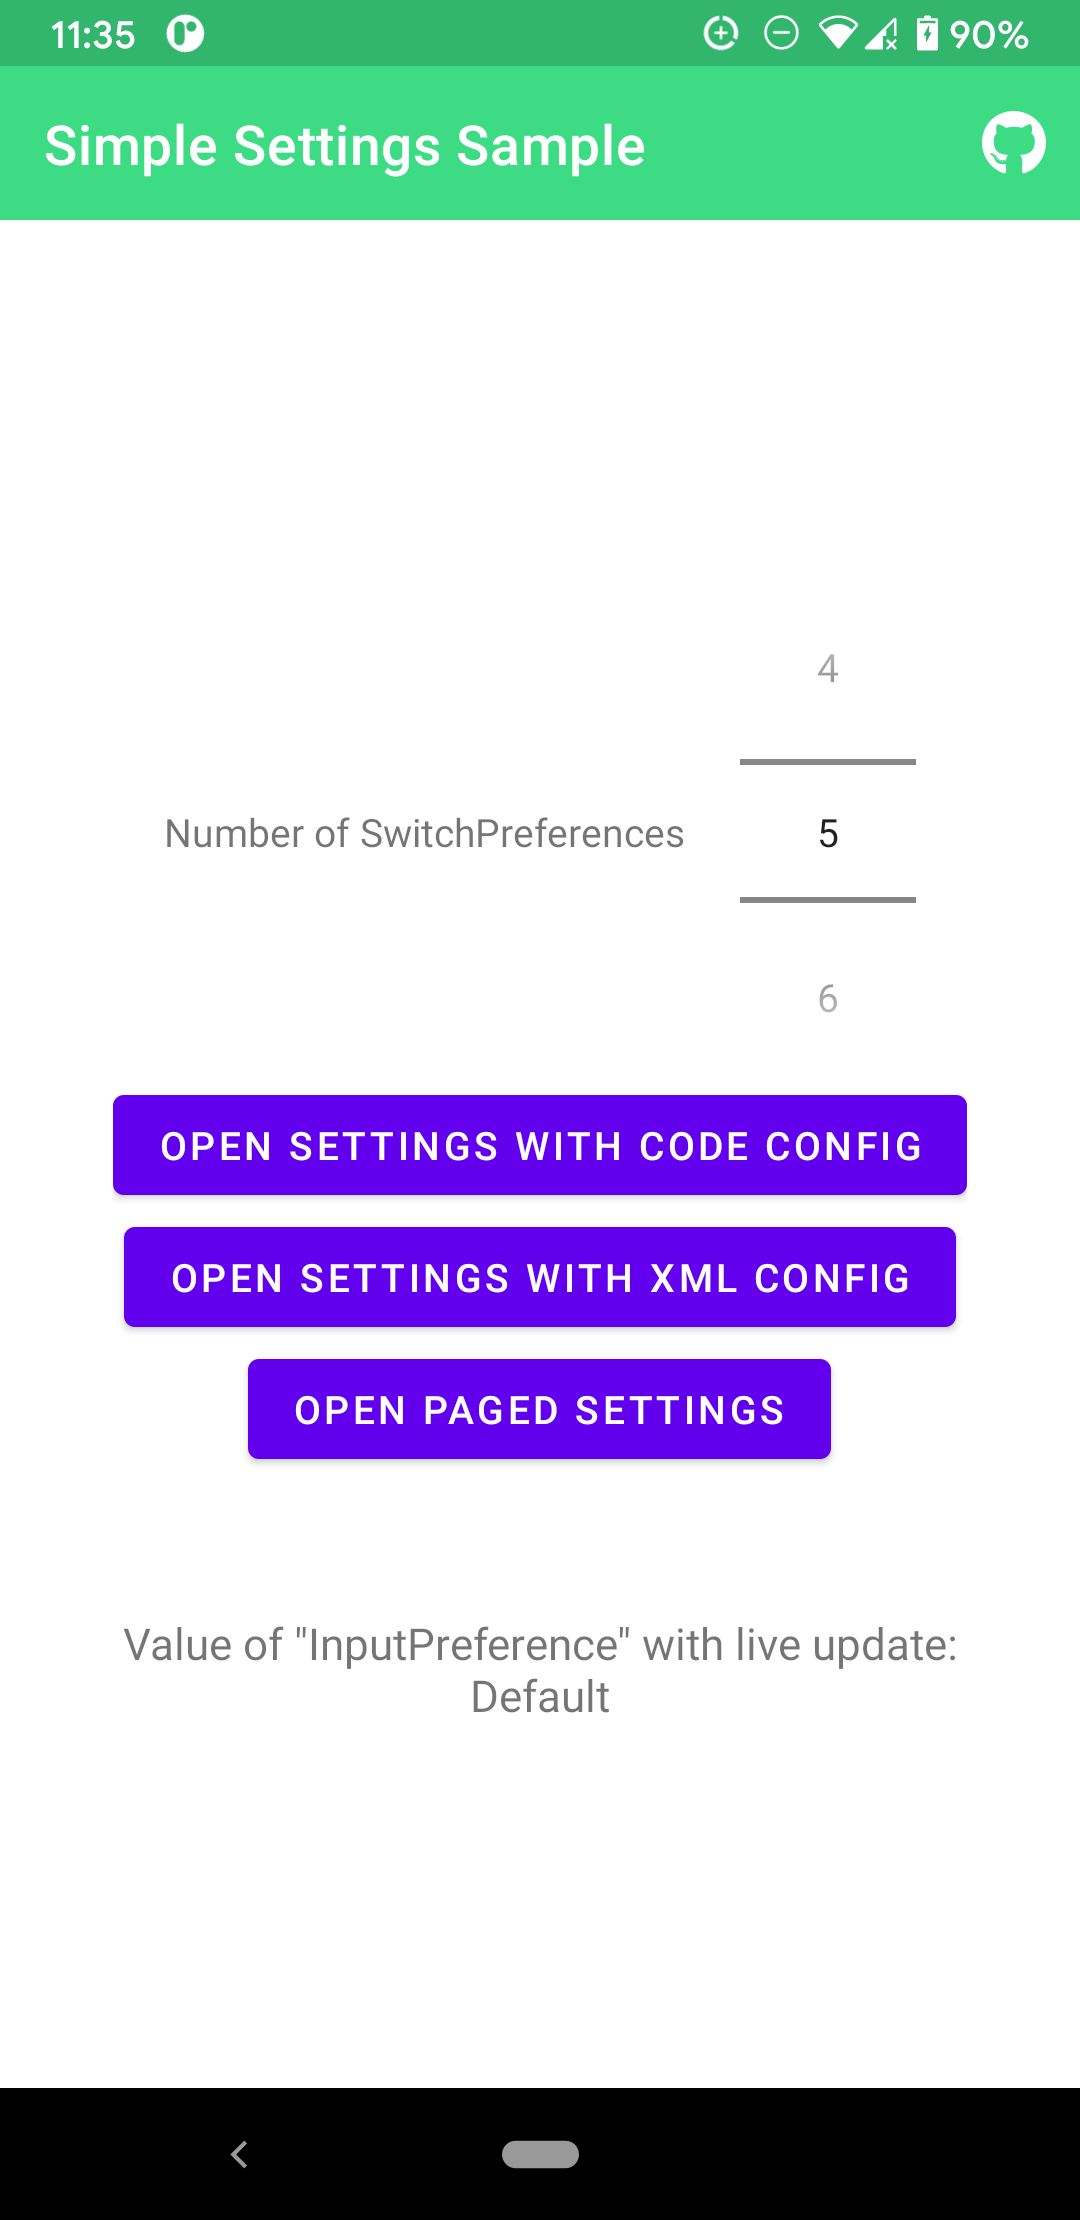 11:35 90%
Simple Settings Sample
4
Number of SwitchPreferences 5
6
OPEN SETTINGS WITH CODE CONFIG
OPEN SETTINGS WITH XML CONFIG
OPEN PAGED SETTINGS
Value of "InputPreference" with live update:
Default